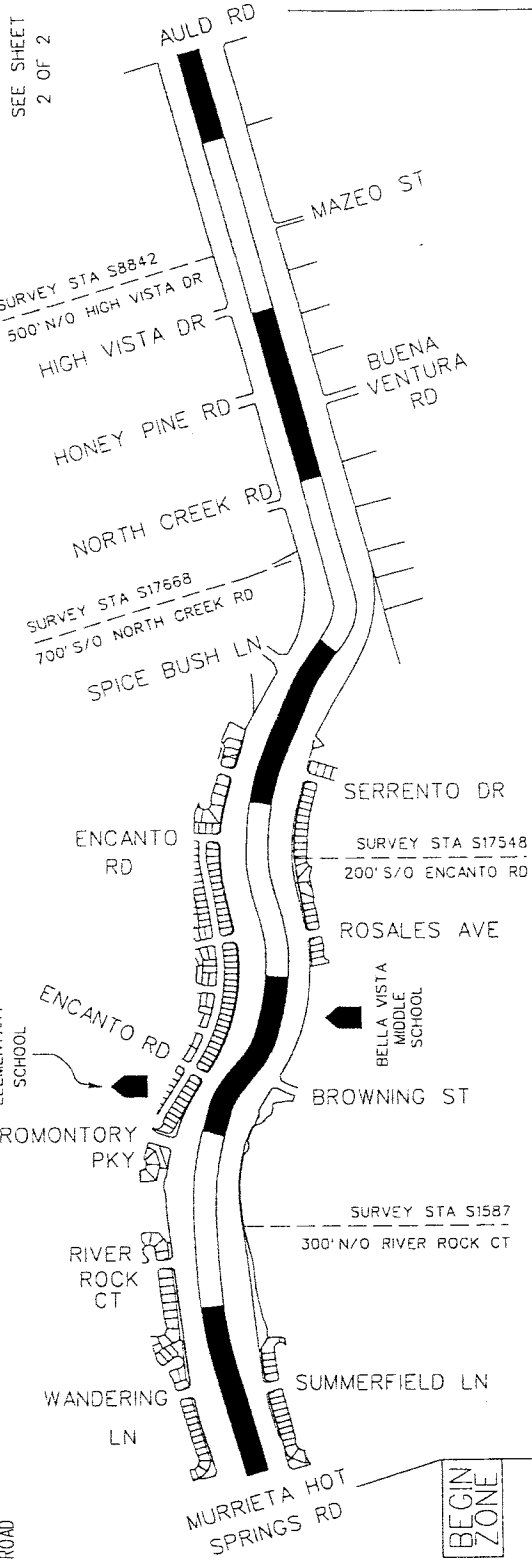 SEE SHEET
2 OF 2
AULD RD
MAZEO ST
SURVEY STA S8842
500' N/O HIGH VISTA DR
HIGH VISTA DR
BUENA
VENTURA
RD
HONEY PINE RD
NORTH CREEK RD
SURVEY STA S17668
700' S/O NORTH CREEK RD
SPICE BUSH LN
SERRENTO DR
ENCANTO
RD
SURVEY STA S17548
200' S/O ENCANTO RD
ROSALES AVE
ENCANTO RD
BELLA VISTA
MIDDLE
SCHOOL
SCHOOL
BROWNING ST
ROMONTORY
PKY
SURVEY STA S1587
300' N/O RIVER ROCK CT
RIVER
ROCK
CT
SUMMERFIELD LN
WANDERING
LN
MURRIETA HOT
SPRINGS RD
BEGIN
ZONE
ROAD